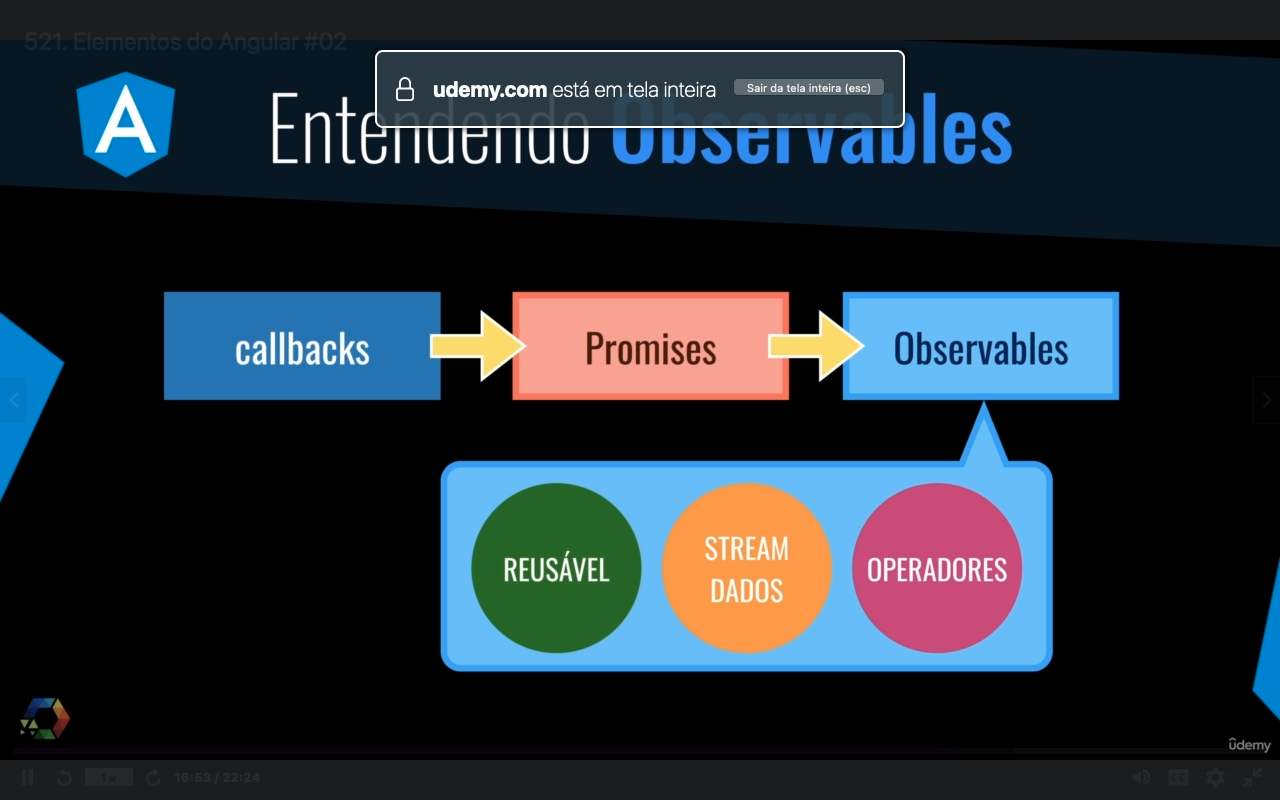 521. Elementos do Angular #02
udemy.com está em tela inteira
Sair da tela inteira (esc)
A
Entendendo Observables
callbacks
Promises
Observables
REUSÁVEL
STREAM
DADOS
OPERADORES
ûdemy
1x
16:53 / 22:24
CC